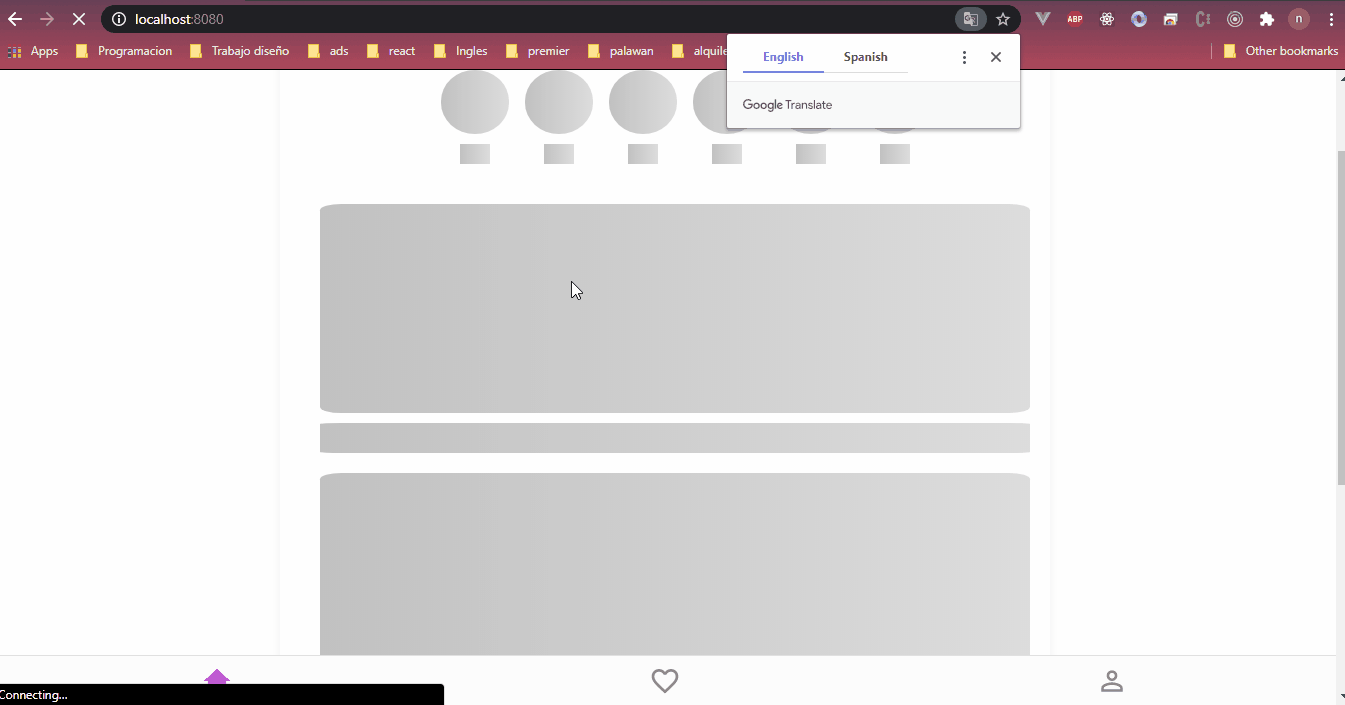 localhost:8080
ABP
n
Apps Programacion Trabajo diseño ads react Ingles premier palawan alquile Other bookmarks
English Spanish
Google Translate
Connecting...